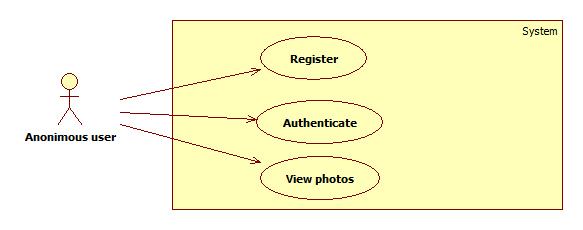 System
Register
Anonimous user
Authenticate
View photos